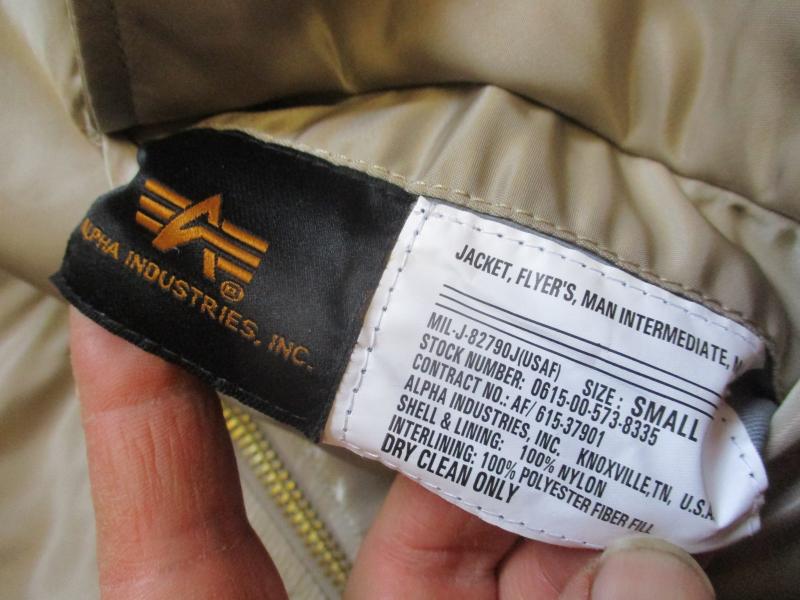 ALPHA INDUSTRIES, INC.
JACKET, FLYER'S, MAN INTERMEDIATE,
MIL-J-82790J(USAF) SIZE: SMALL
STOCK NUMBER: 0615-00-573-8335
CONTRACT NO.: AF/ 615-37901
ALPHA INDUSTRIES, INC. KNOXVILLE,TN, U.S.A.
SHELL & LINING: 100% NYLON
INTERLINING: 100% POLYESTER FIBER FILL
DRY CLEAN ONLY